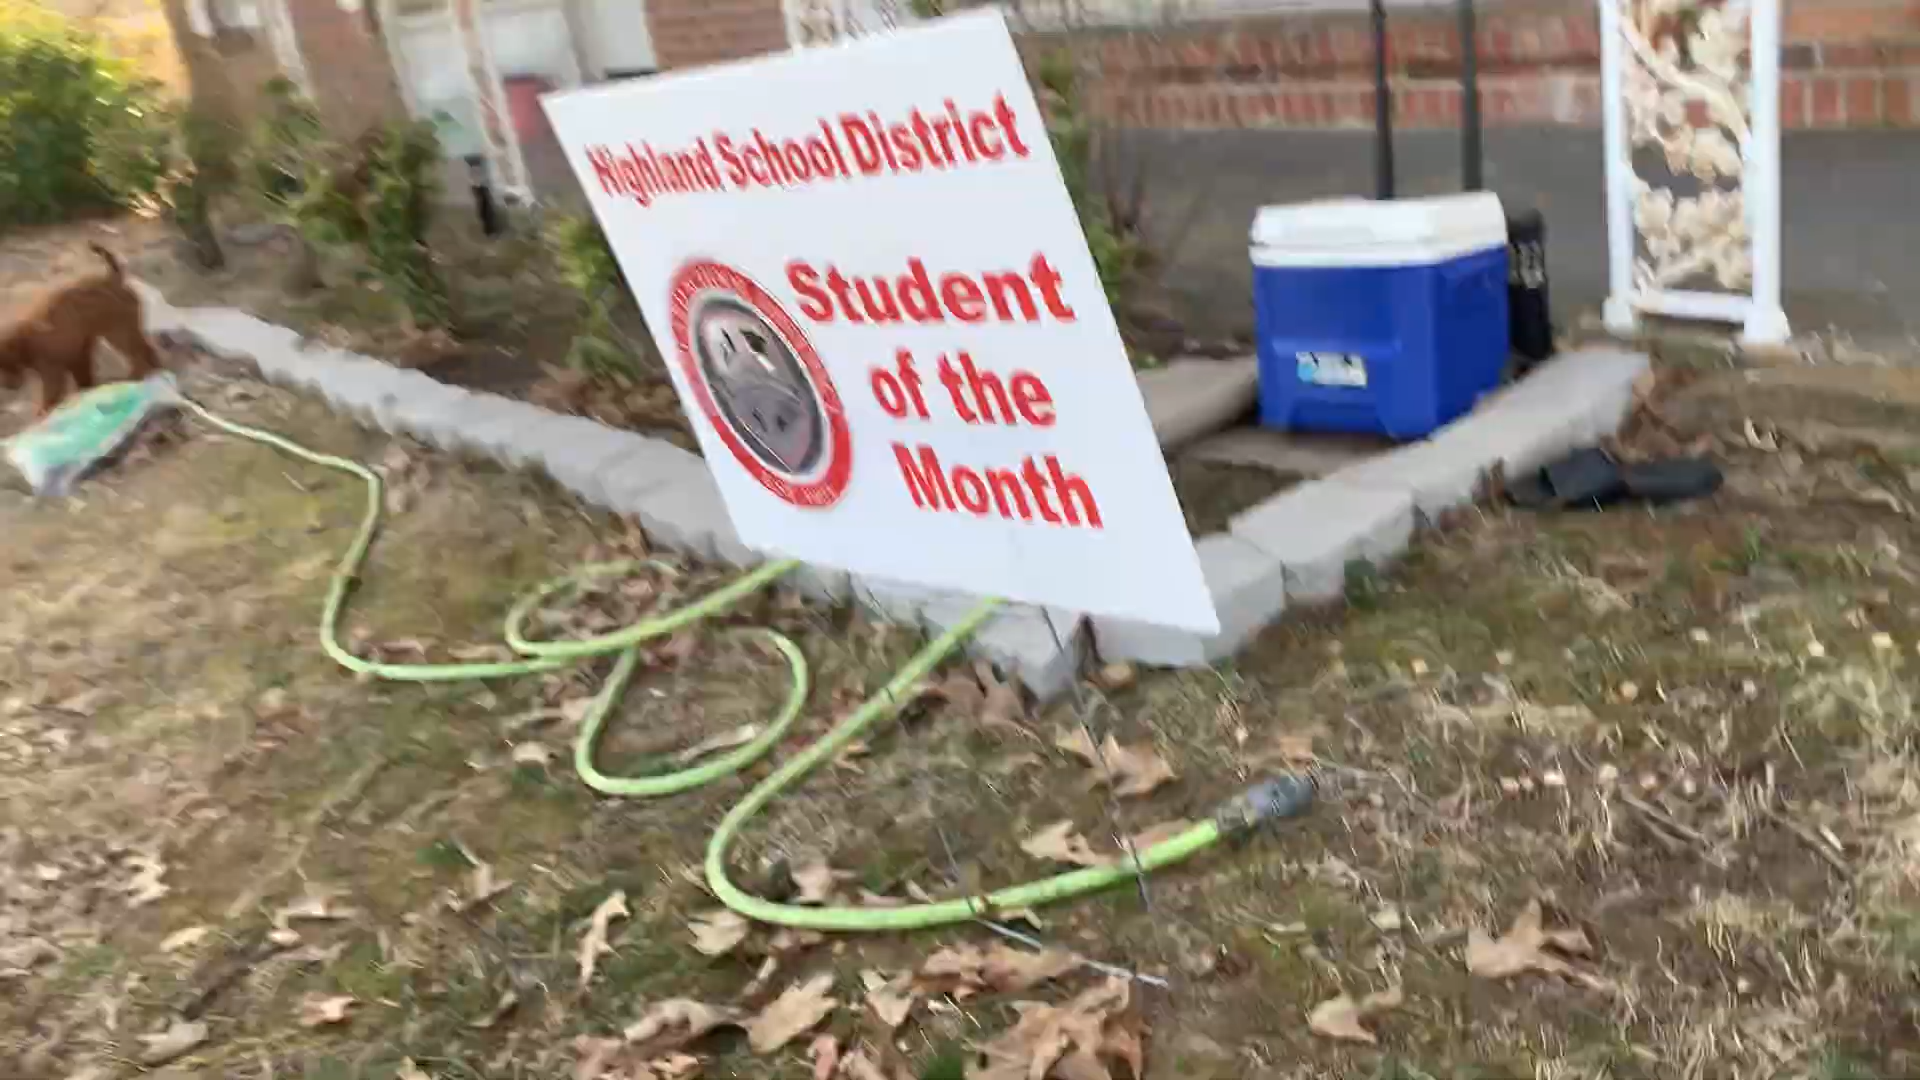 Highland School District
Student
of the
Month